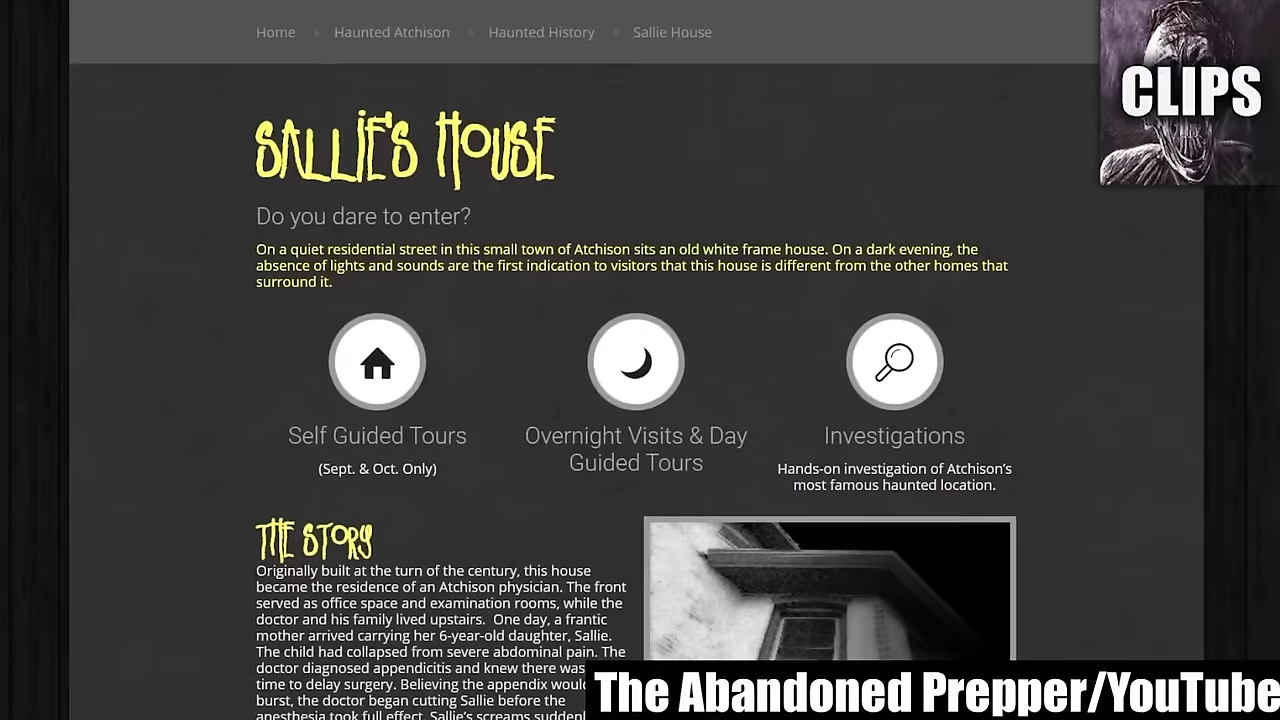 Home
Haunted Atchison
Haunted History
Sallie House
CLIPS
SALLIE'S HOUSE
Do you dare to enter?
On a quiet residential street in this small town of Atchison sits an old white frame house. On a dark evening, the
absence of lights and sounds are the first indication to visitors that this house is different from the other homes that
surround it.
Self Guided Tours
(Sept. & Oct. Only)
Overnight Visits & Day
Guided Tours
Investigations
Hands-on investigation of Atchison's
most famous haunted location.
THE STORY
Originally built at the turn of the century, this house
became the residence of an Atchison physician. The front
served as office space and examination rooms, while the
doctor and his family lived upstairs. One day, a frantic
mother arrived carrying her 6-year-old daughter, Sallie.
The child had collapsed from severe abdominal pain. The
doctor diagnosed appendicitis and knew there was
time to delay surgery. Believing the appendix
burst, the doctor began cutting Sallie before the
anesthesia took full effect. Sallie's screams
The Abandoned Prepper/YouTube